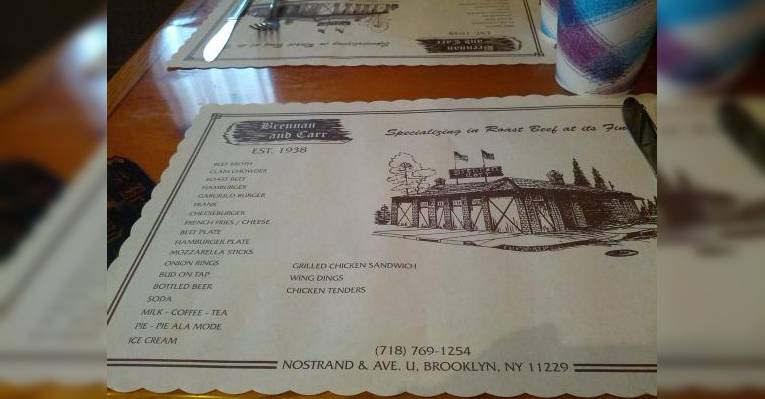 Brennan
and Carr
EST. 1938
Specializing in Roast Beef at its Fin
BEEF BROTH
CLAM CHOWDER
ROAST BEEF
HAMBURGER
GARGIULO BURGER
FRANK
CHEESEBURGER
FRENCH FRIES / CHEESE
BEEF PLATE
HAMBURGER PLATE
MOZZARELLA STICKS
ONION RINGS
BUD ON TAP
BOTTLED BEER
SODA
MILK - COFFEE - TEA
PIE - PIE ALA MODE
ICE CREAM
GRILLED CHICKEN SANDWICH
WING DINGS
CHICKEN TENDERS
(718) 769-1254
NOSTRAND & AVE. U, BROOKLYN, NY 11229